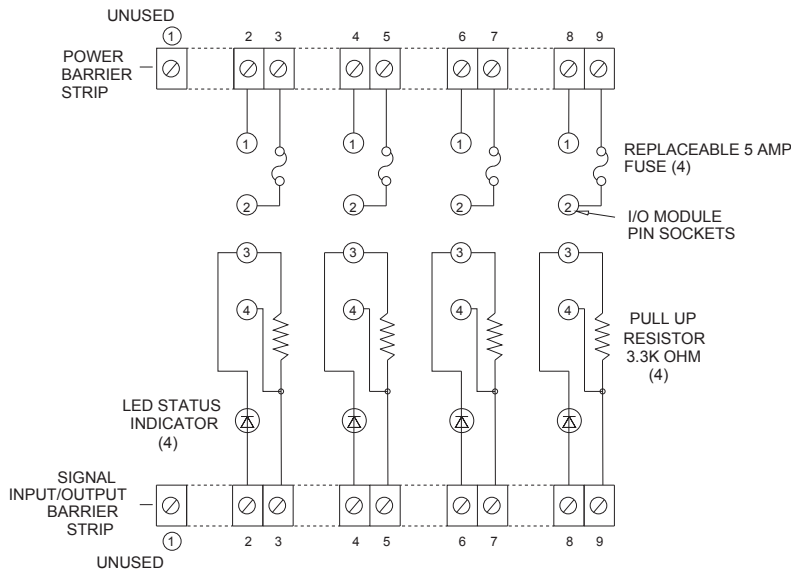 UNUSED
1
2 3 4 5 6 7 8 9
POWER
BARRIER
STRIP
1 1 1 1
REPLACEABLE 5 AMP
FUSE (4)
2 2 2 2
I/O MODULE
PIN SOCKETS
3 3 3 3
4 4 4 4
PULL UP
RESISTOR
3.3K OHM
(4)
LED STATUS
INDICATOR
(4)
SIGNAL
INPUT/OUTPUT
BARRIER
STRIP
1
2 3 4 5 6 7 8 9
UNUSED